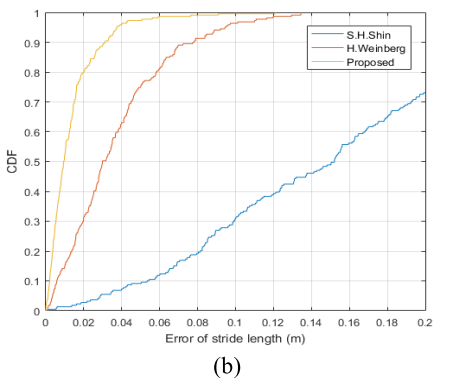 1
0.9
0.8
0.7
0.6
0.5
0.4
0.3
0.2
0.1
0
CDF
S.H.Shin
H.Weinberg
Proposed
0 0.02 0.04 0.06 0.08 0.1 0.12 0.14 0.16 0.18 0.2
Error of stride length (m)
(b)